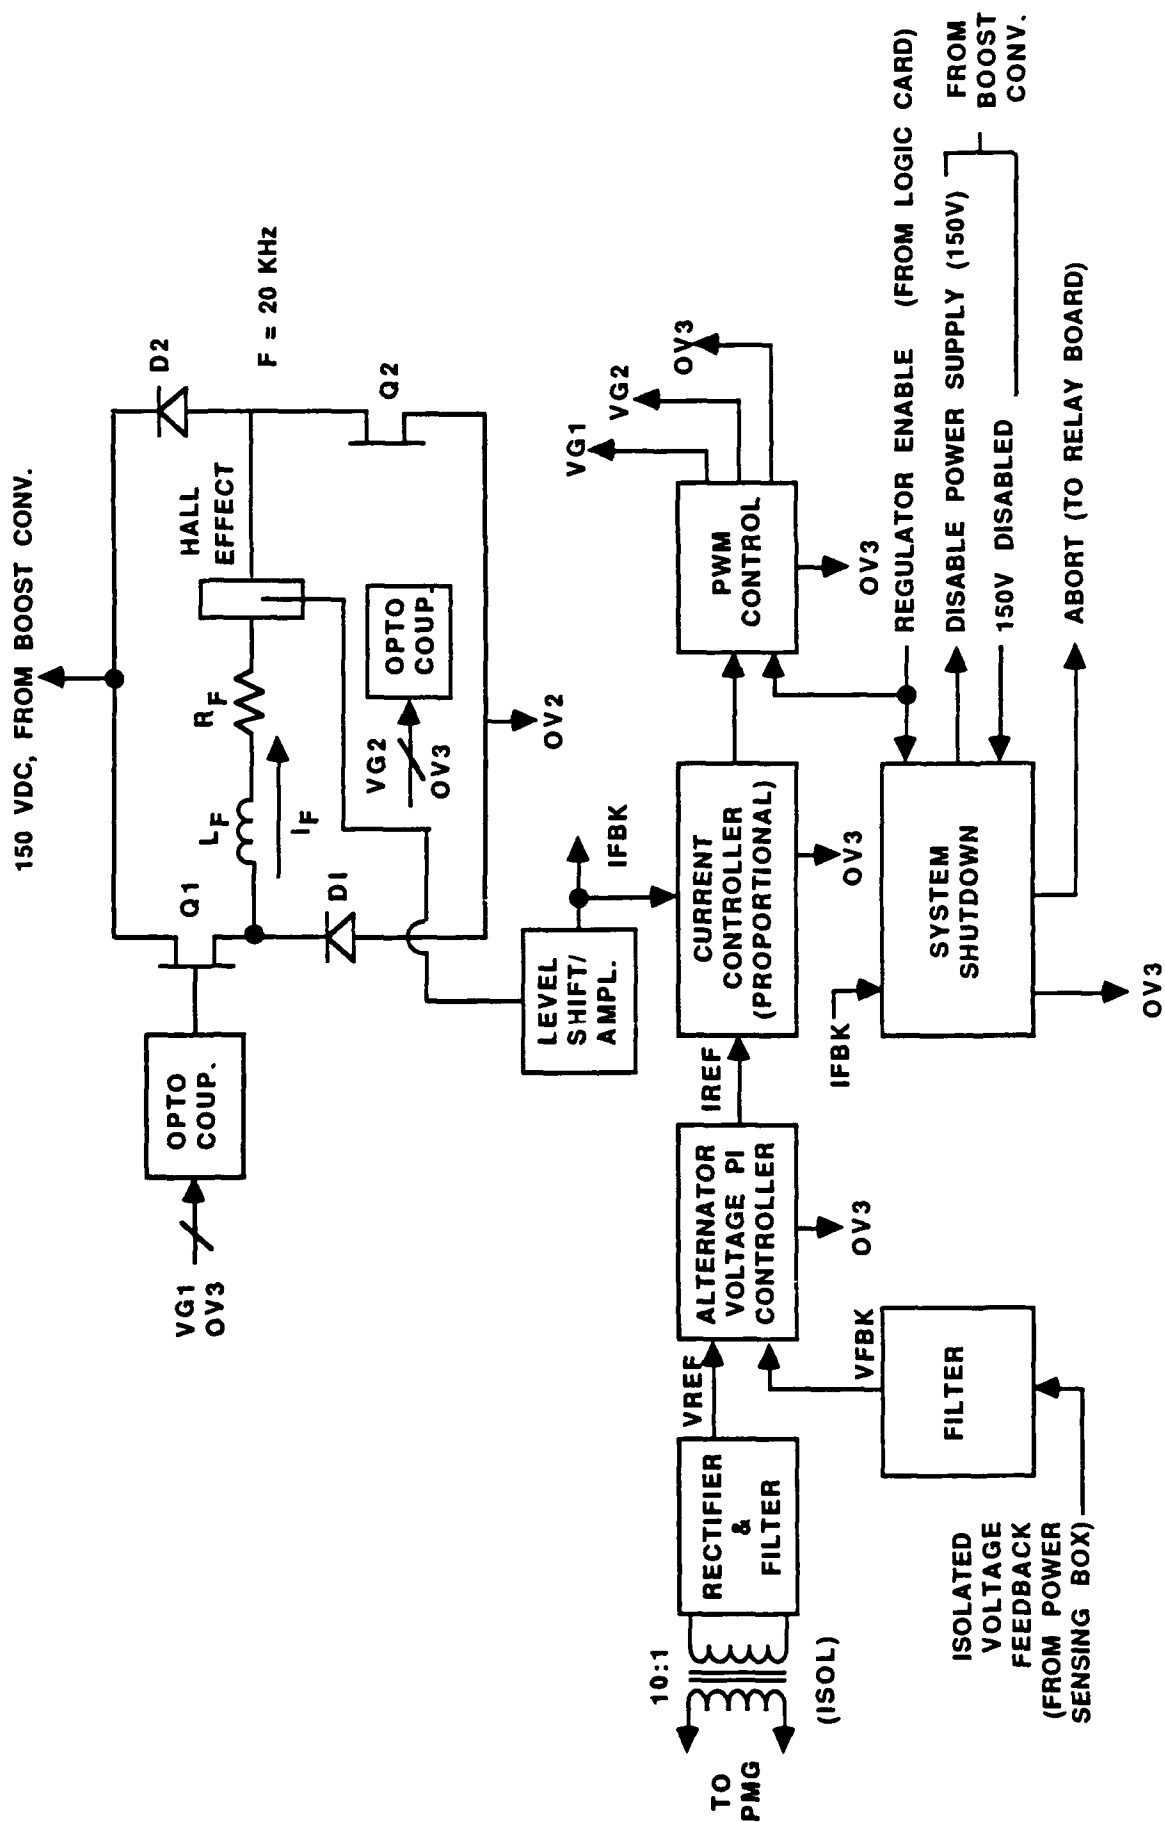 150 VDC, FROM BOOST CONV.
VG1
OV3
OPTO
COUP.
Q1
D1
LF
IF
RF
HALL
EFFECT
D2
F = 20 KHz
Q2
VG2
OV3
OPTO
COUP.
OV2
LEVEL
SHIFT/
AMPL.
IFBK
TO
PMG
10:1
(ISOL)
RECTIFIER
&
FILTER
VREF
ALTERNATOR
VOLTAGE PI
CONTROLLER
OV3
IREF
CURRENT
CONTROLLER
(PROPORTIONAL)
OV3
PWM
CONTROL
VG1
VG2
OV3
OV3
ISOLATED
VOLTAGE
FEEDBACK
(FROM POWER
SENSING BOX)
FILTER
VFBK
IFBK
SYSTEM
SHUTDOWN
OV3
REGULATOR ENABLE (FROM LOGIC CARD)
DISABLE POWER SUPPLY (150V)
150V DISABLED
FROM
BOOST
CONV.
ABORT (TO RELAY BOARD)